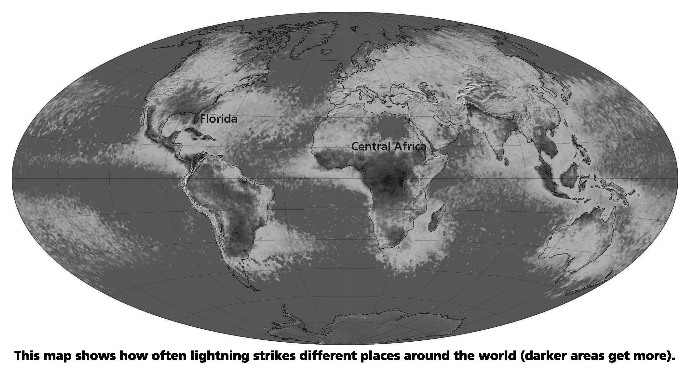 Florida
Central Africa
This map shows how often lightning strikes different places around the world (darker areas get more).